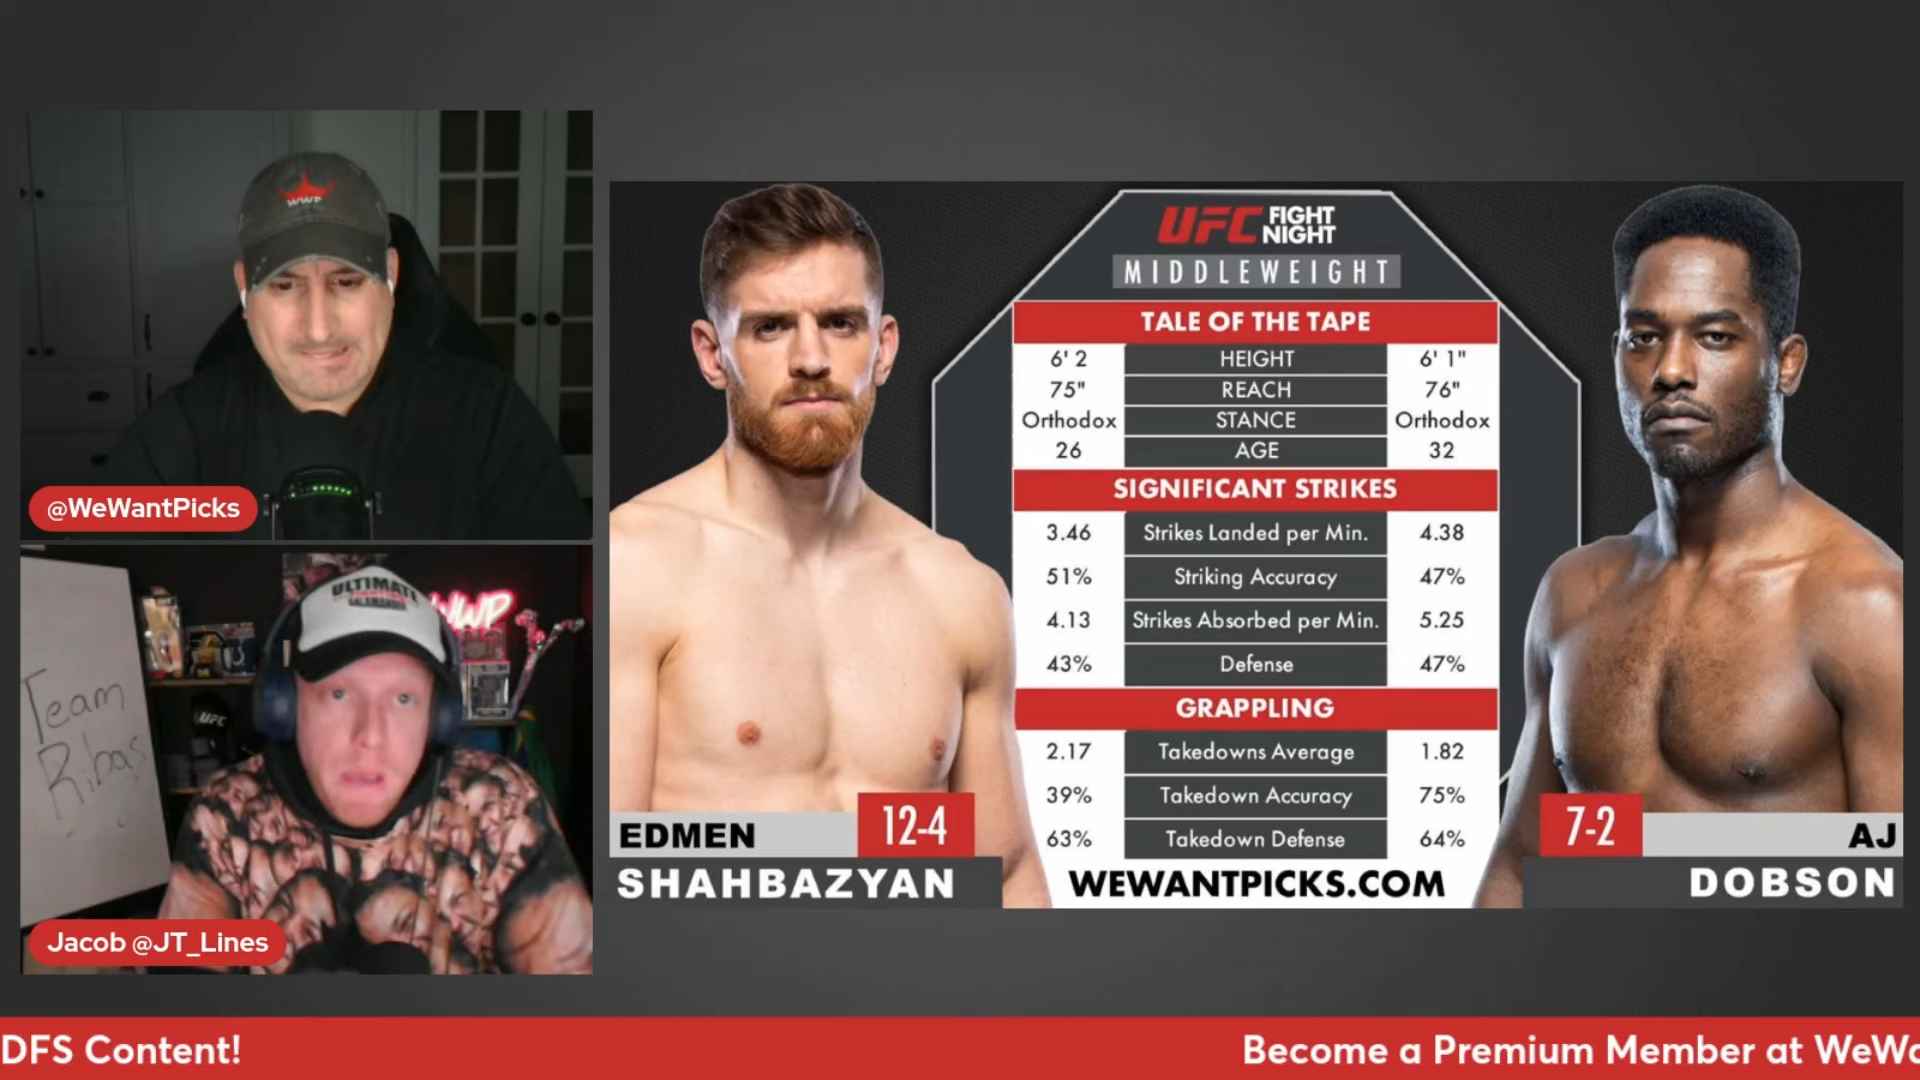 WWP
@WeWantPicks
ULTIMATE
SALAMANDER
WWP
UFC
Team
Ribas
Jacob @JT_Lines
UFC FIGHT
NIGHT
MIDDLEWEIGHT
TALE OF THE TAPE
6' 2 HEIGHT 6' 1"
75" REACH 76"
Orthodox STANCE Orthodox
26 AGE 32
SIGNIFICANT STRIKES
3.46 Strikes Landed per Min. 4.38
51% Striking Accuracy 47%
4.13 Strikes Absorbed per Min. 5.25
43% Defense 47%
GRAPPLING
2.17 Takedowns Average 1.82
39% Takedown Accuracy 75%
63% Takedown Defense 64%
WEWANTPICKS.COM
EDMEN 12-4
SHAHBAZYAN
7-2 AJ
DOBSON
DFS Content! Become a Premium Member at WeWa